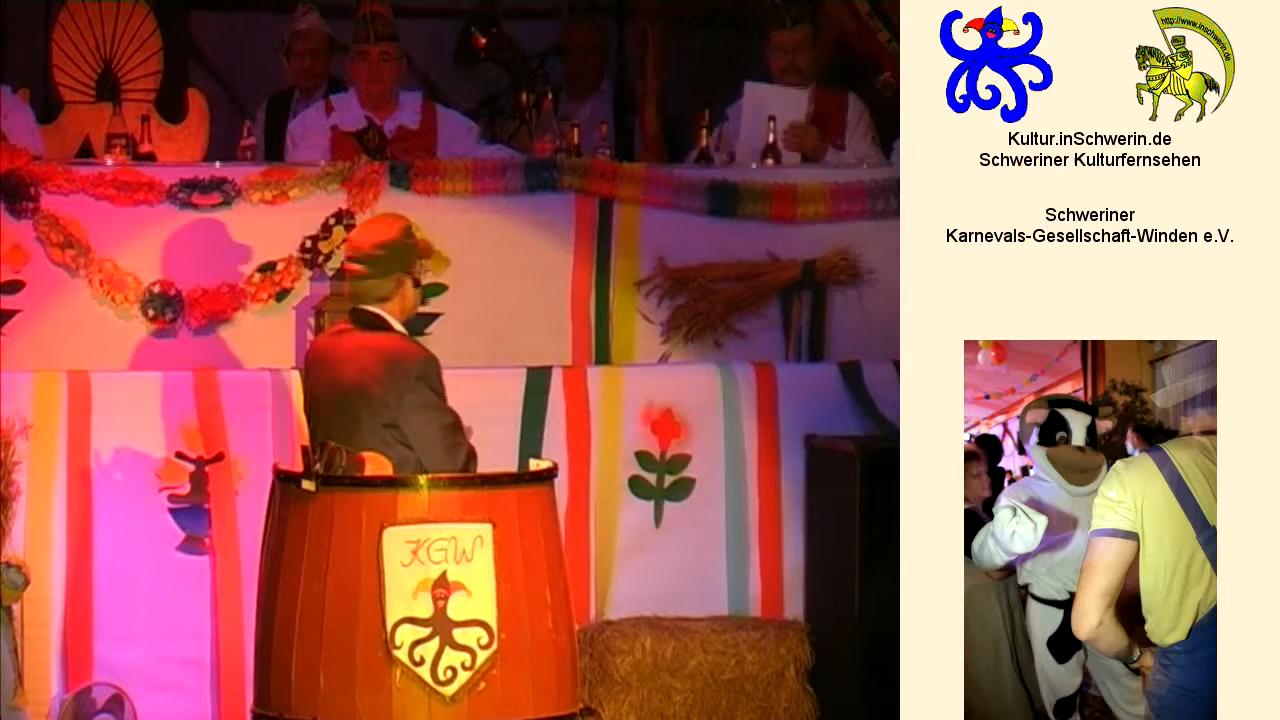 http://www.inschwerin.de
Kultur.inSchwerin.de
Schweriner Kulturfernsehen
Schweriner
Karnevals-Gesellschaft-Winden e.V.
KGW